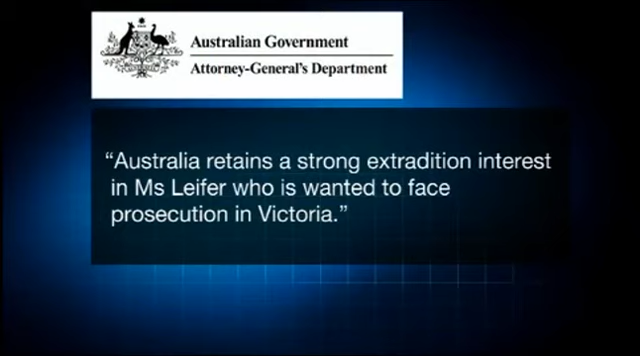 Australian Government
Attorney-General's Department
“Australia retains a strong extradition interest
in Ms Leifer who is wanted to face
prosecution in Victoria.”